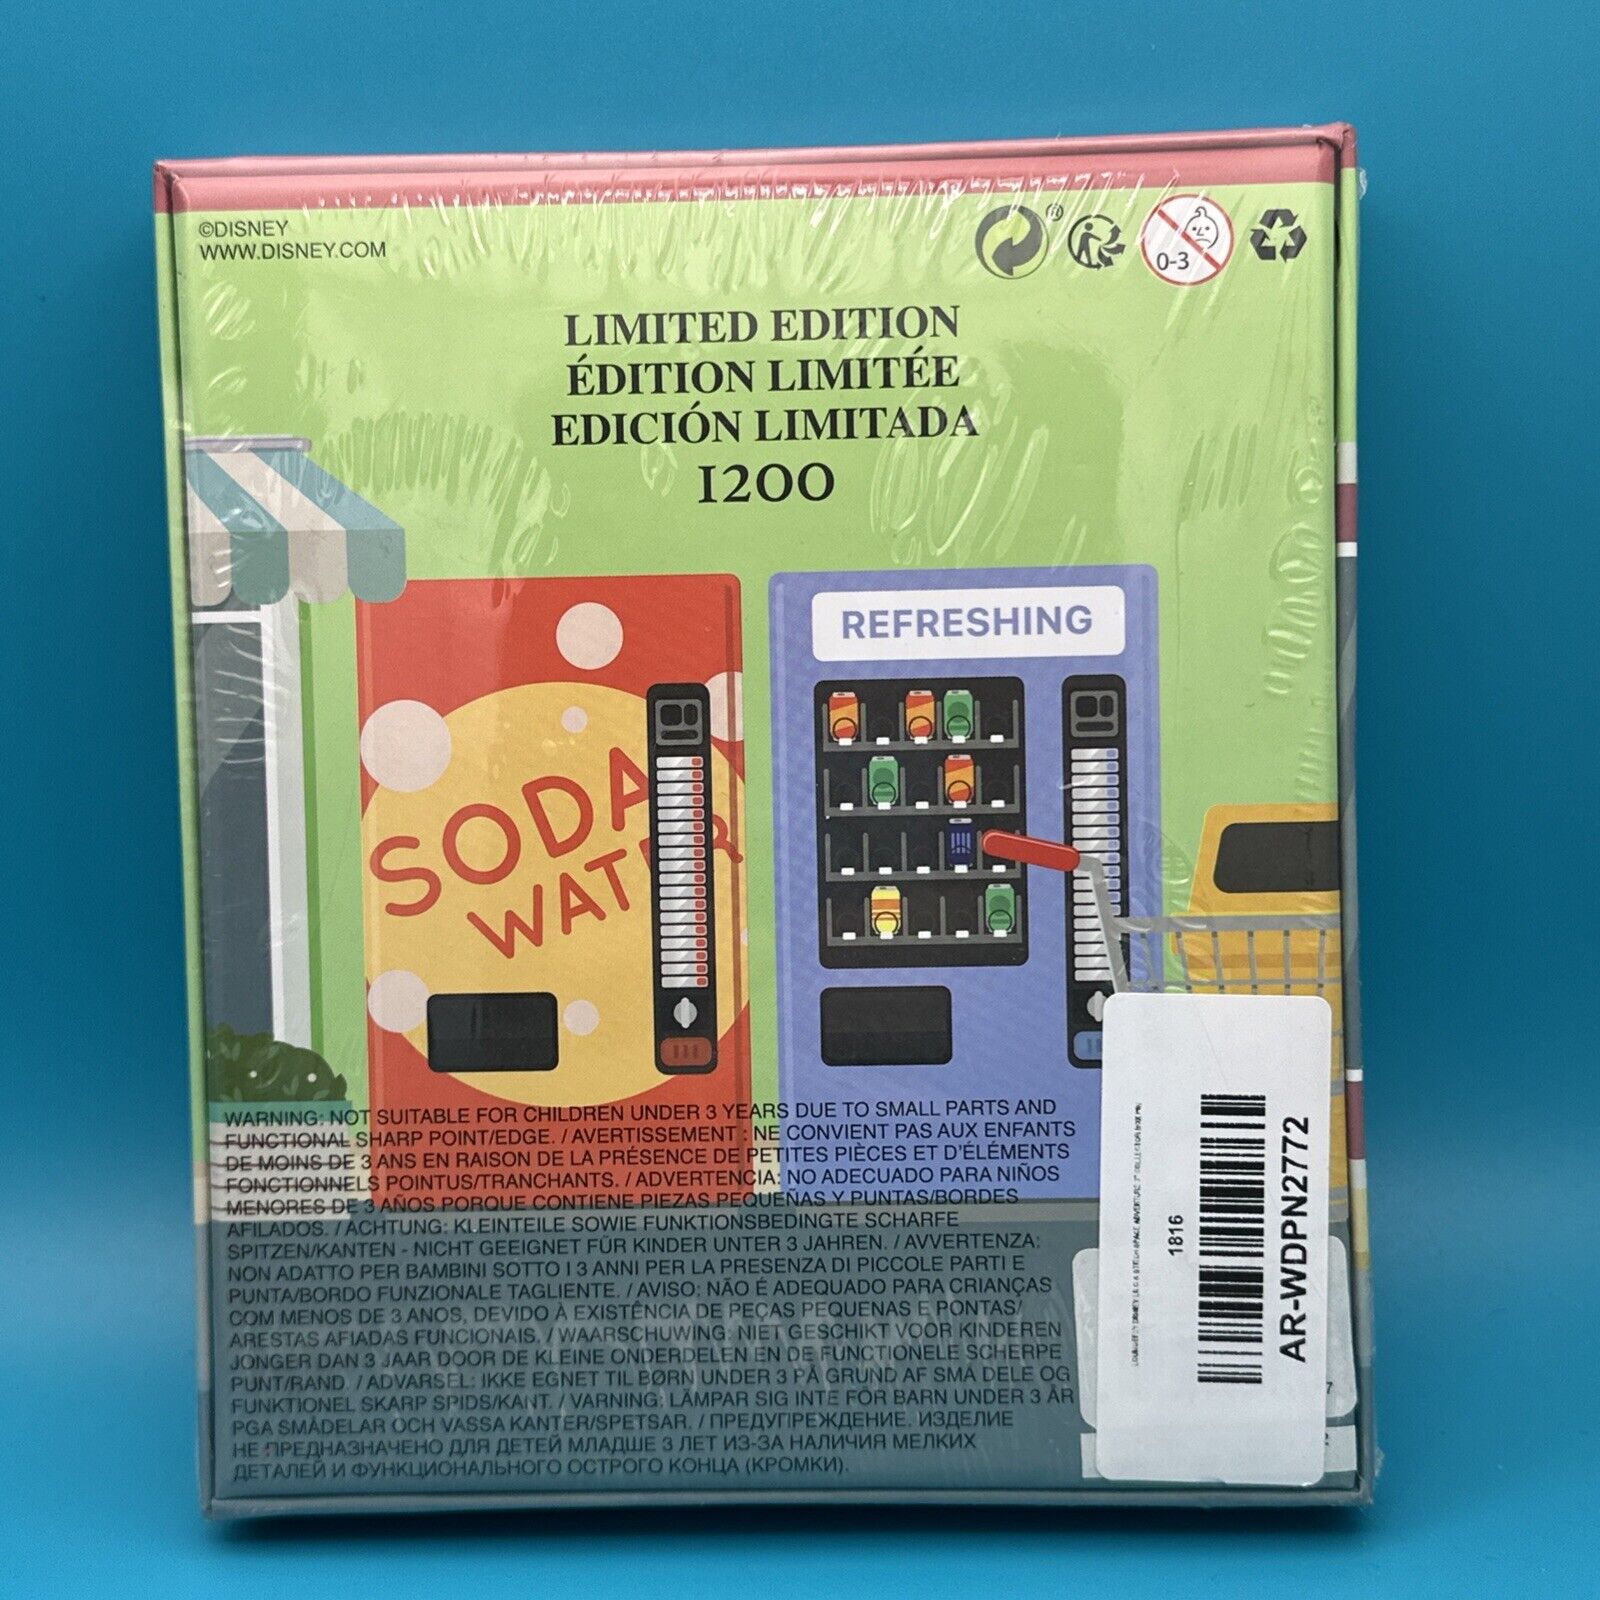 ©DISNEY
WWW.DISNEY.COM
0-3
LIMITED EDITION
ÉDITION LIMITÉE
EDICIÓN LIMITADA
1200
REFRESHING
SODA
WATER
WARNING: NOT SUITABLE FOR CHILDREN UNDER 3 YEARS DUE TO SMALL PARTS AND
FUNCTIONAL SHARP POINT/EDGE. / AVERTISSEMENT : NE CONVIENT PAS AUX ENFANTS
DE MOINS DE 3 ANS EN RAISON DE LA PRÉSENCE DE PETITES PIÈCES ET D'ÉLÉMENTS
FONCTIONNELS POINTUS/TRANCHANTS. / ADVERTENCIA: NO ADECUADO PARA NIÑOS
MENORES DE 3 AÑOS PORQUE CONTIENE PIEZAS PEQUEÑAS Y PUNTAS/BORDES
AFILADOS. / ACHTUNG: KLEINTEILE SOWIE FUNKTIONSBEDINGTE SCHARFE
SPITZEN/KANTEN - NICHT GEEIGNET FÜR KINDER UNTER 3 JAHREN. / AVVERTENZA:
NON ADATTO PER BAMBINI SOTTO I 3 ANNI PER LA PRESENZA DI PICCOLE PARTI E
PUNTA/BORDO FUNZIONALE TAGLIENTE. / AVISO: NÃO É ADEQUADO PARA CRIANÇAS
COM MENOS DE 3 ANOS, DEVIDO À EXISTÊNCIA DE PEÇAS PEQUENAS E PONTAS/
ARESTAS AFIADAS FUNCIONAIS. / WAARSCHUWING: NIET GESCHIKT VOOR KINDEREN
JONGER DAN 3 JAAR DOOR DE KLEINE ONDERDELEN EN DE FUNCTIONELE SCHERPE
PUNT/RAND. / ADVARSEL: IKKE EGNET TIL BØRN UNDER 3 PÅ GRUND AF SMÅ DELE OG
FUNKTIONEL SKARP SPIDS/KANT. / VARNING: LÄMPAR SIG INTE FÖR BARN UNDER 3 ÅR
PGA SMÅDELAR OCH VASSA KANTER/SPETSAR. / ПРЕДУПРЕЖДЕНИЕ. ИЗДЕЛИЕ
НЕ ПРЕДНАЗНАЧЕНО ДЛЯ ДЕТЕЙ МЛАДШЕ 3 ЛЕТ ИЗ-ЗА НАЛИЧИЯ МЕЛКИХ
ДЕТАЛЕЙ И ФУНКЦИОНАЛЬНОГО ОСТРОГО КОНЦА (КРОМКИ).
1816
AR-WDPN2772